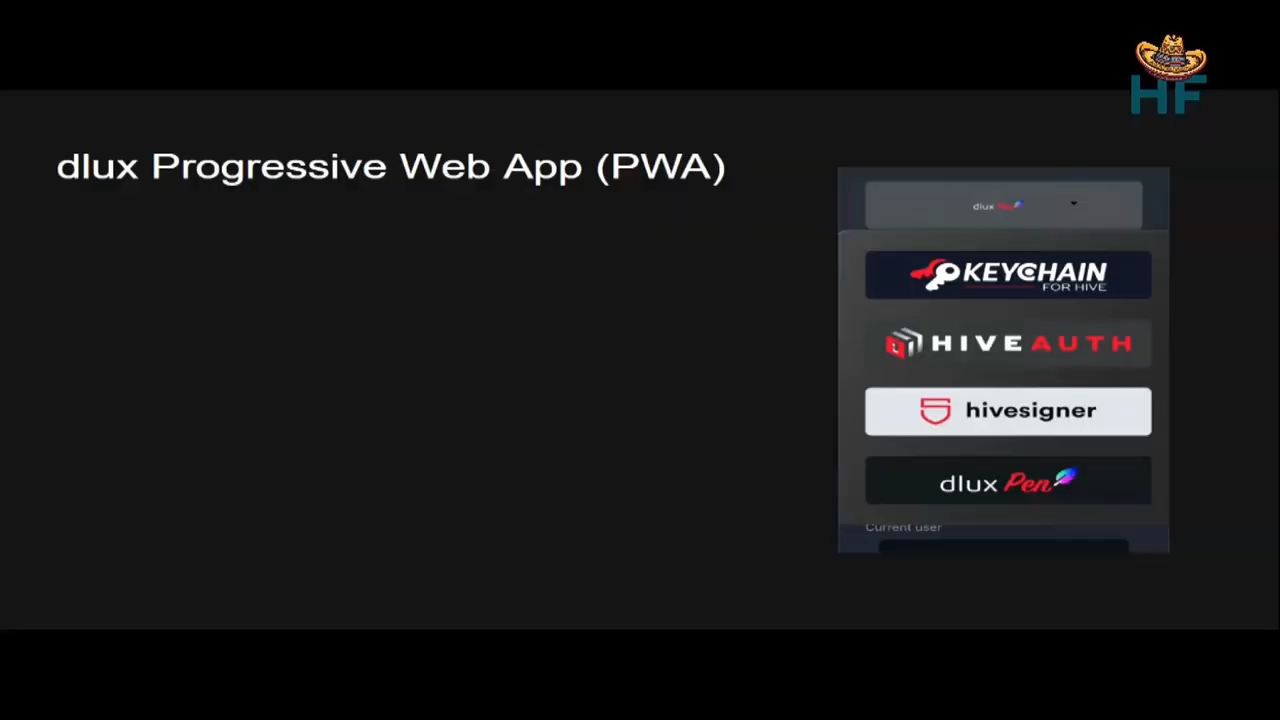 HF
dlux Progressive Web App (PWA)
dlux Pen
KEYCHAIN
FOR HIVE
HIVE AUTH
hivesigner
dlux Pen
Current user